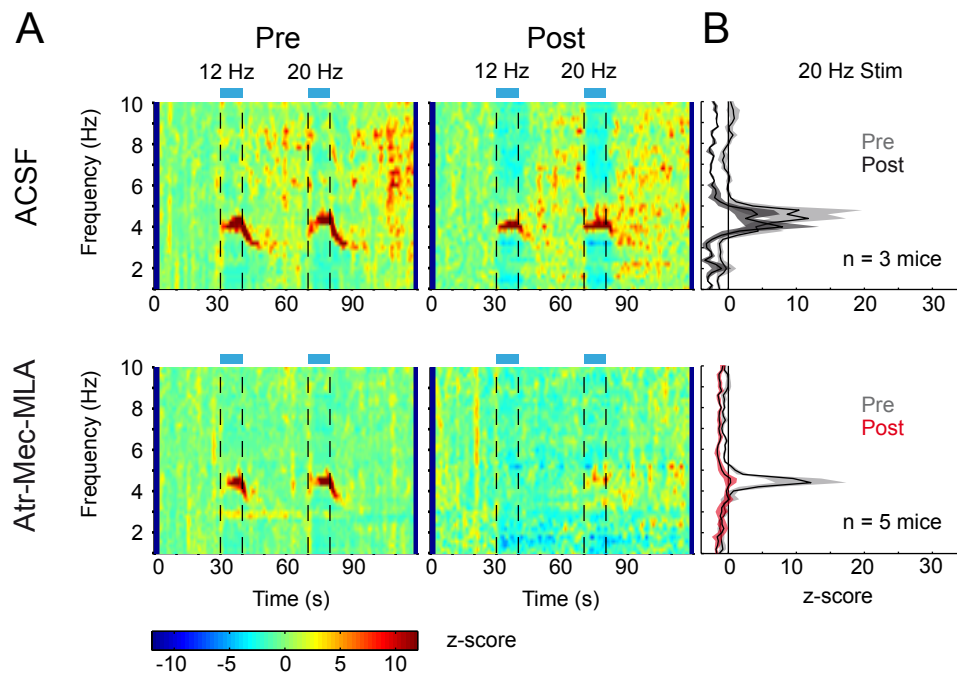 A
B
Pre
Post
12 Hz
20 Hz
12 Hz
20 Hz
20 Hz Stim
ACSF
Frequency (Hz)
10
8
6
4
2
0
30
60
90
0
30
60
90
Pre
Post
n = 3 mice
0
10
20
30
Atr-Mec-MLA
Frequency (Hz)
10
8
6
4
2
0
30
60
90
Time (s)
0
30
60
90
Time (s)
Pre
Post
n = 5 mice
0
10
20
30
z-score
-10
-5
0
5
10
z-score